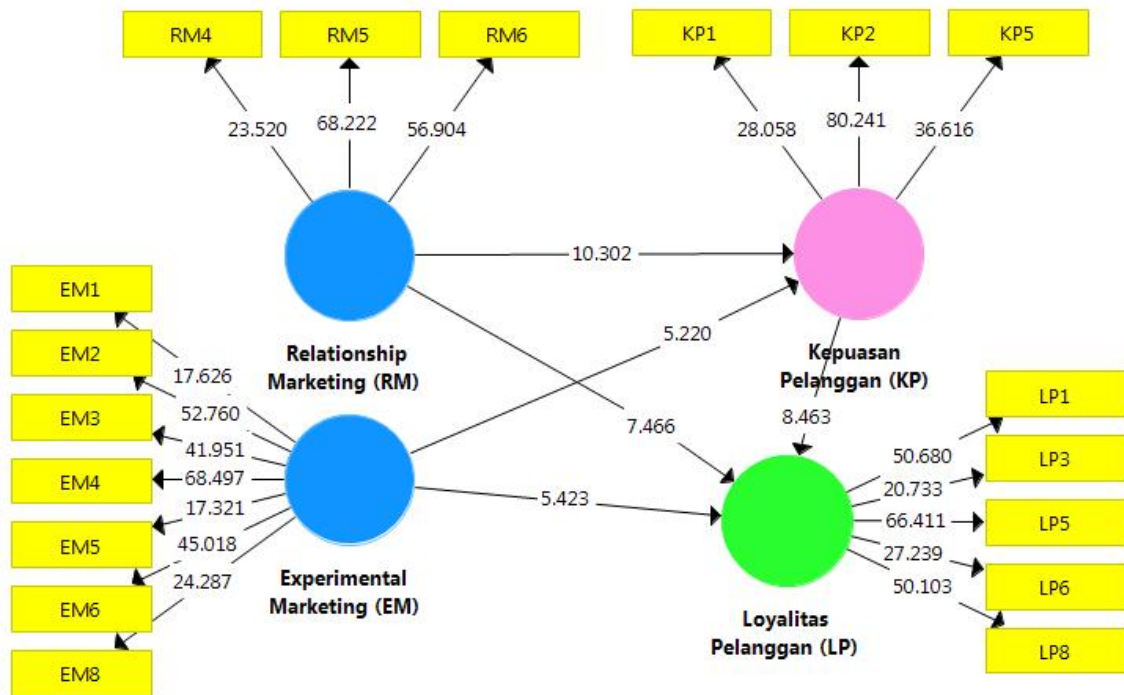 RM4
RM5
RM6
KP1
KP2
KP5
23.520
68.222
56.904
28.058
80.241
36.616
10.302
EM1
EM2
EM3
EM4
EM5
EM6
EM8
17.626
52.760
41.951
68.497
17.321
45.018
24.287
Relationship
Marketing (RM)
5.220
Kepuasan
Pelanggan (KP)
7.466
8.463
5.423
Experimental
Marketing (EM)
Loyalitas
Pelanggan (LP)
50.680
20.733
66.411
27.239
50.103
LP1
LP3
LP5
LP6
LP8